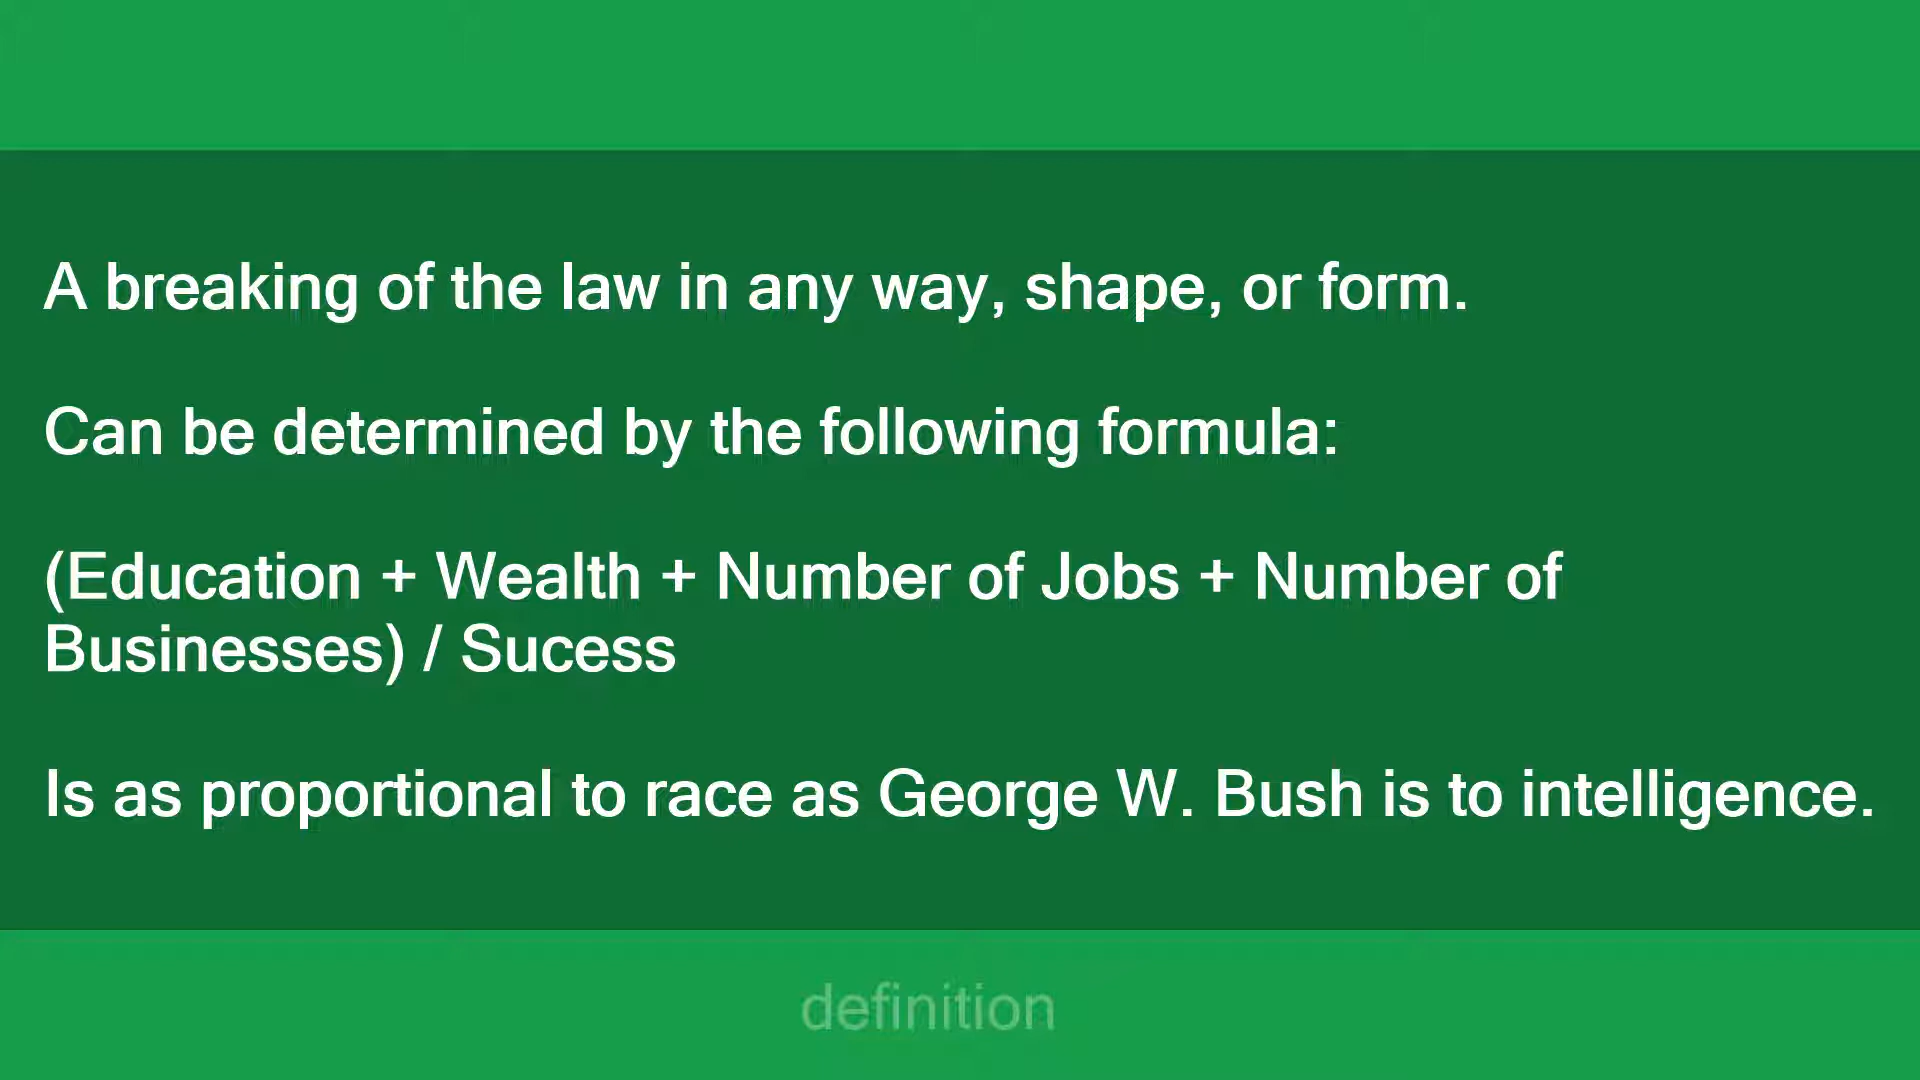 A breaking of the law in any way, shape, or form.
Can be determined by the following formula:
(Education + Wealth + Number of Jobs + Number of
Businesses) / Sucess
Is as proportional to race as George W. Bush is to intelligence.
definition